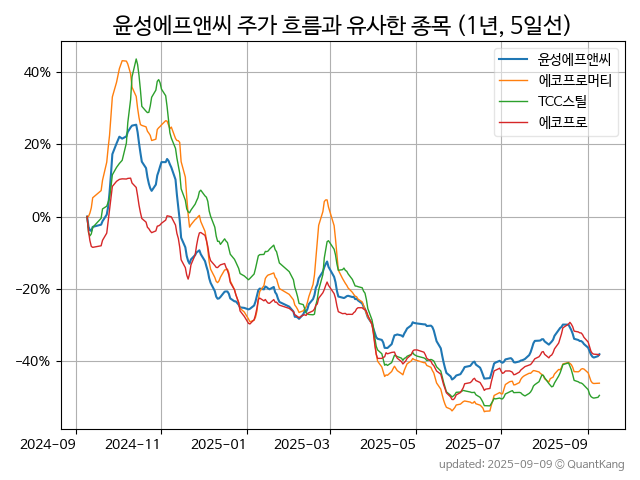 윤성에프앤씨 주가 흐름과 유사한 종목 (1년, 5일선)
윤성에프앤씨
에코프로머티
TCC스틸
에코프로
40%
20%
0%
−20%
−40%
2024−09
2024−11
2025−01
2025−03
2025−05
2025−07
2025−09
updated: 2025-09-09 © QuantKang